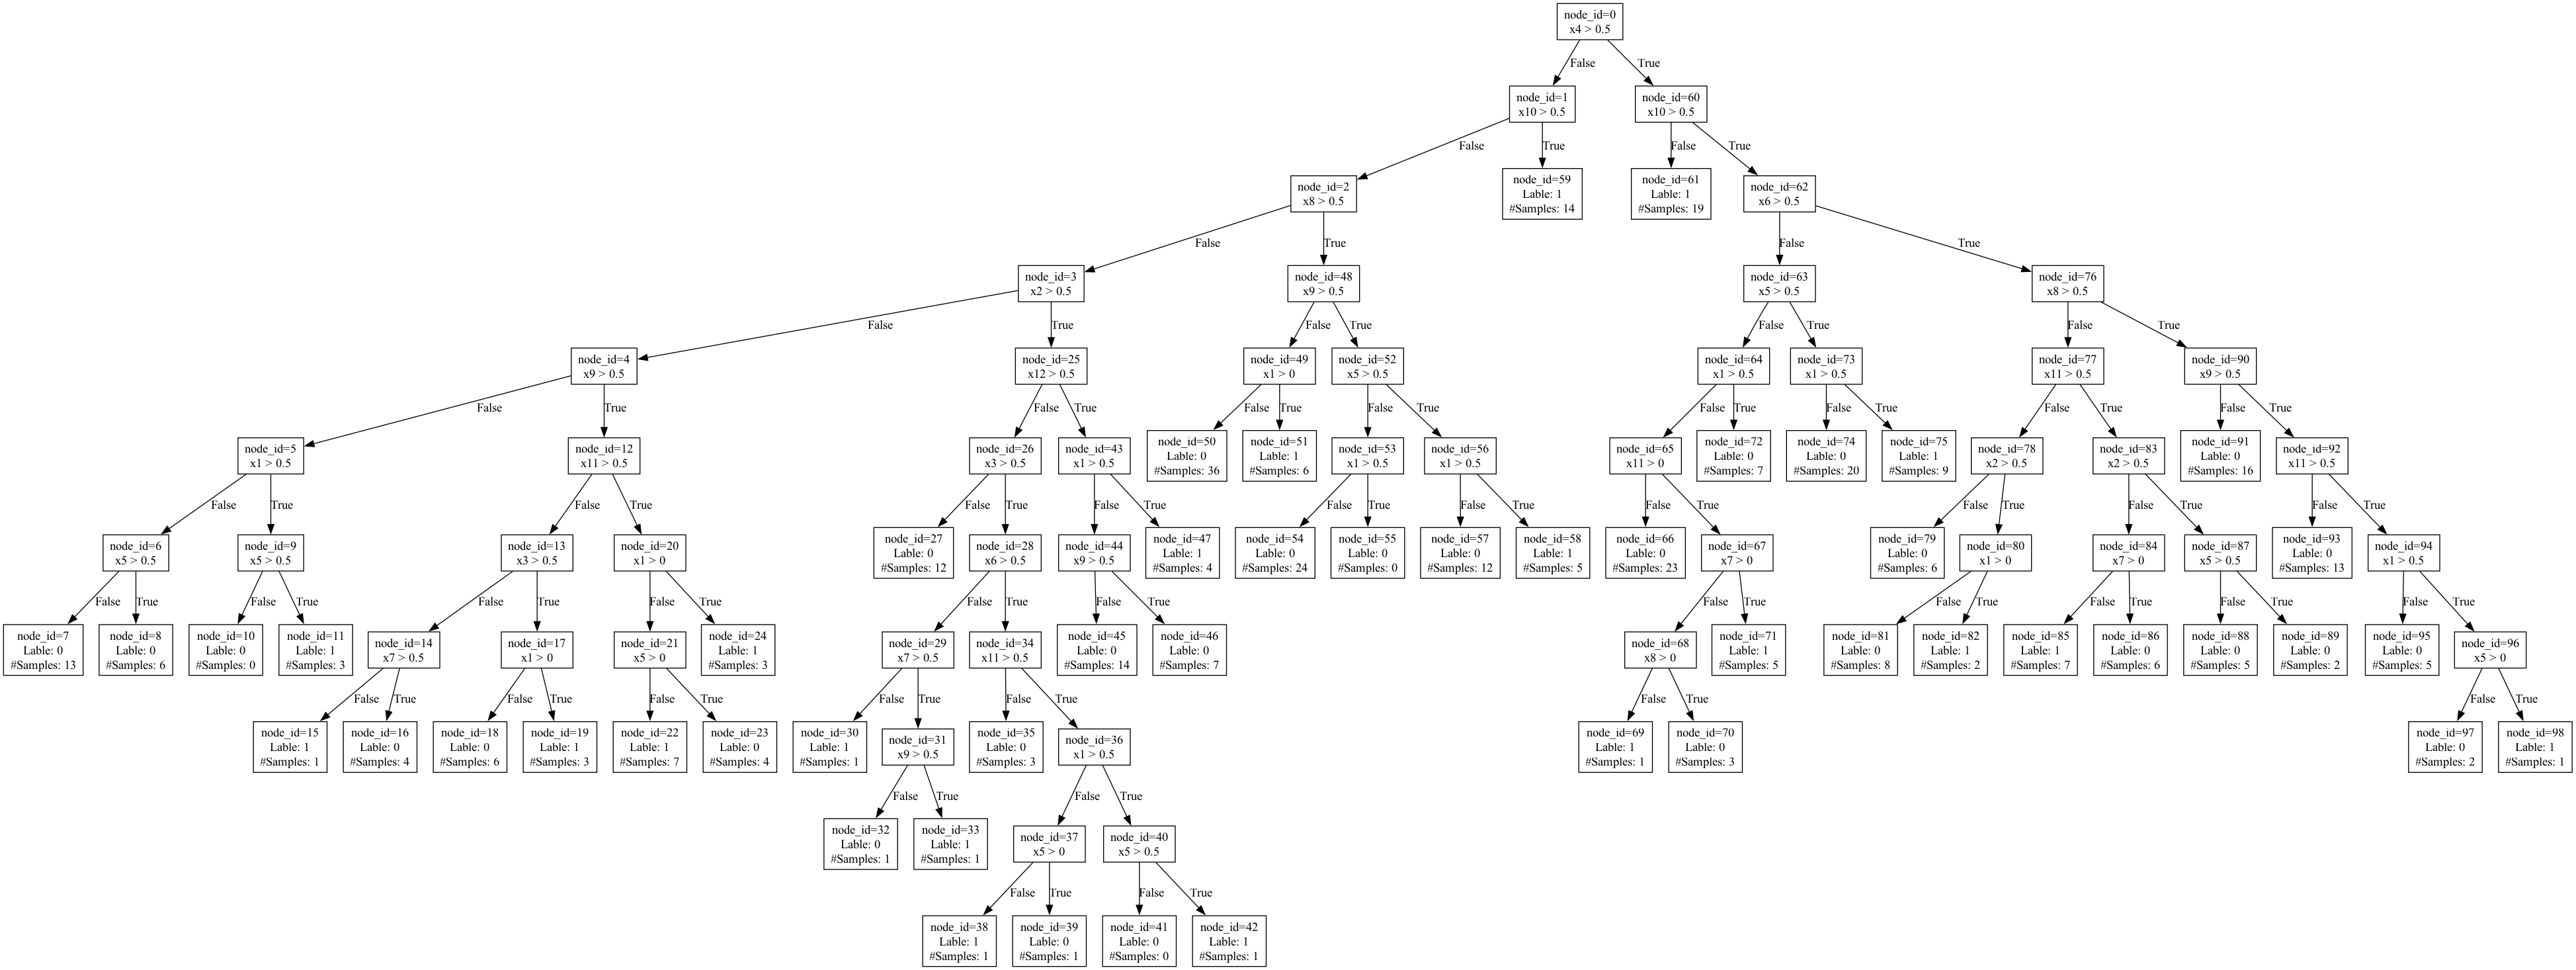 node_id=0
x4 > 0.5
False
True
node_id=1
x10 > 0.5
node_id=60
x10 > 0.5
False
True
False
True
node_id=2
x8 > 0.5
node_id=59
Lable: 1
#Samples: 14
node_id=61
Lable: 1
#Samples: 19
node_id=62
x6 > 0.5
False
True
False
True
node_id=3
x2 > 0.5
node_id=48
x9 > 0.5
node_id=63
x5 > 0.5
node_id=76
x8 > 0.5
False
True
False
True
False
True
False
True
node_id=4
x9 > 0.5
node_id=25
x12 > 0.5
node_id=49
x1 > 0
node_id=52
x5 > 0.5
node_id=64
x1 > 0.5
node_id=73
x1 > 0.5
node_id=77
x11 > 0.5
node_id=90
x9 > 0.5
False
True
False
True
False
True
False
True
False
True
False
True
False
True
False
True
node_id=5
x1 > 0.5
node_id=12
x11 > 0.5
node_id=26
x3 > 0.5
node_id=43
x1 > 0.5
node_id=50
Lable: 0
#Samples: 36
node_id=51
Lable: 1
#Samples: 6
node_id=53
x1 > 0.5
node_id=56
x1 > 0.5
node_id=65
x11 > 0
node_id=72
Lable: 0
#Samples: 7
node_id=74
Lable: 0
#Samples: 20
node_id=75
Lable: 1
#Samples: 9
node_id=78
x2 > 0.5
node_id=83
x2 > 0.5
node_id=91
Lable: 0
#Samples: 16
node_id=92
x11 > 0.5
False
True
False
True
False
True
False
True
False
True
False
True
False
True
False
True
False
True
False
True
node_id=6
x5 > 0.5
node_id=9
x5 > 0.5
node_id=13
x3 > 0.5
node_id=20
x1 > 0
node_id=27
Lable: 0
#Samples: 12
node_id=28
x6 > 0.5
node_id=44
x9 > 0.5
node_id=47
Lable: 1
#Samples: 4
node_id=54
Lable: 0
#Samples: 24
node_id=55
Lable: 0
#Samples: 0
node_id=57
Lable: 0
#Samples: 12
node_id=58
Lable: 1
#Samples: 5
node_id=66
Lable: 0
#Samples: 23
node_id=67
x7 > 0
node_id=79
Lable: 0
#Samples: 6
node_id=80
x1 > 0
node_id=84
x7 > 0
node_id=87
x5 > 0.5
node_id=93
Lable: 0
#Samples: 13
node_id=94
x1 > 0.5
False
True
False
True
False
True
False
True
False
True
False
True
False
True
False
True
False
True
False
True
False
True
node_id=7
Lable: 0
#Samples: 13
node_id=8
Lable: 0
#Samples: 6
node_id=10
Lable: 0
#Samples: 0
node_id=11
Lable: 1
#Samples: 3
node_id=14
x7 > 0.5
node_id=17
x1 > 0
node_id=21
x5 > 0
node_id=24
Lable: 1
#Samples: 3
node_id=29
x7 > 0.5
node_id=34
x11 > 0.5
node_id=45
Lable: 0
#Samples: 14
node_id=46
Lable: 0
#Samples: 7
node_id=68
x8 > 0
node_id=71
Lable: 1
#Samples: 5
node_id=81
Lable: 0
#Samples: 8
node_id=82
Lable: 1
#Samples: 2
node_id=85
Lable: 1
#Samples: 7
node_id=86
Lable: 0
#Samples: 6
node_id=88
Lable: 0
#Samples: 5
node_id=89
Lable: 0
#Samples: 2
node_id=95
Lable: 0
#Samples: 5
node_id=96
x5 > 0
False
True
False
True
False
True
False
True
False
True
False
True
False
True
node_id=15
Lable: 1
#Samples: 1
node_id=16
Lable: 0
#Samples: 4
node_id=18
Lable: 0
#Samples: 6
node_id=19
Lable: 1
#Samples: 3
node_id=22
Lable: 1
#Samples: 7
node_id=23
Lable: 0
#Samples: 4
node_id=30
Lable: 1
#Samples: 1
node_id=31
x9 > 0.5
node_id=35
Lable: 0
#Samples: 3
node_id=36
x1 > 0.5
node_id=69
Lable: 1
#Samples: 1
node_id=70
Lable: 0
#Samples: 3
node_id=97
Lable: 0
#Samples: 2
node_id=98
Lable: 1
#Samples: 1
False
True
False
True
node_id=32
Lable: 0
#Samples: 1
node_id=33
Lable: 1
#Samples: 1
node_id=37
x5 > 0
node_id=40
x5 > 0.5
False
True
False
True
node_id=38
Lable: 1
#Samples: 1
node_id=39
Lable: 0
#Samples: 1
node_id=41
Lable: 0
#Samples: 0
node_id=42
Lable: 1
#Samples: 1